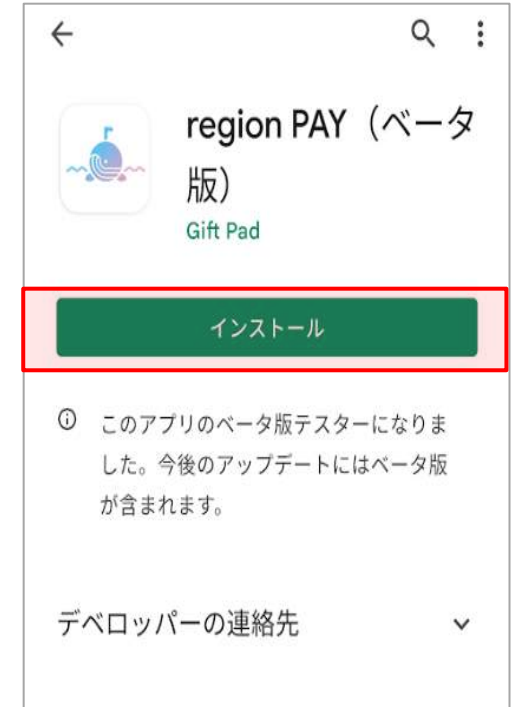 region PAY（ベータ
版）
Gift Pad
インストール
このアプリのベータ版テスターになりま
した。今後のアップデートにはベータ版
が含まれます。
デベロッパーの連絡先